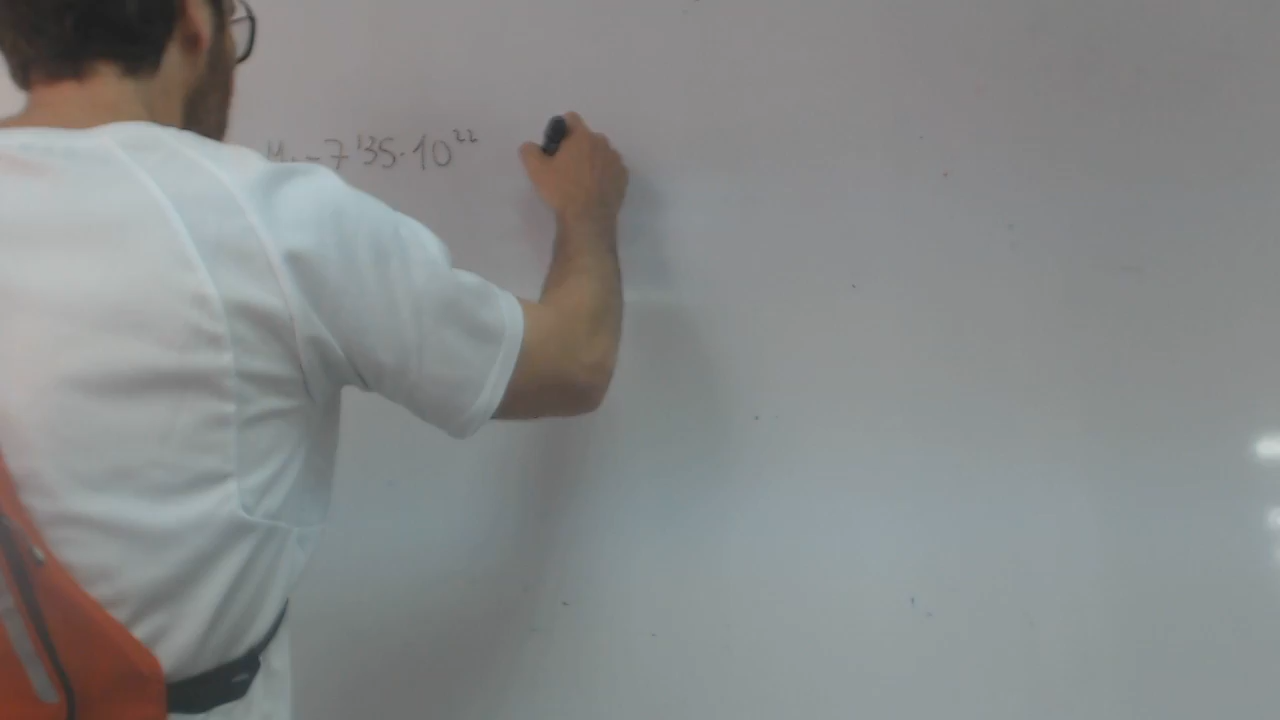 M = 7'35·10²²